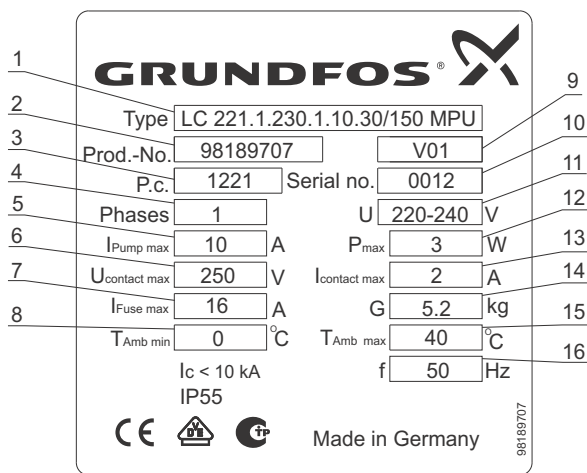 GRUNDFOS®
1
Type LC 221.1.230.1.10.30/150 MPU
2 9
Prod.-No. 98189707 V01
3 10
P.c. 1221 Serial no. 0012
4 11
Phases 1 U 220-240 V
5 12
IPump max 10 A Pmax 3 W
6 13
Ucontact max 250 V Icontact max 2 A
7 14
IFuse max 16 A G 5.2 kg
8 15
TAmb min 0 °C TAmb max 40 °C
16
Ic < 10 kA f 50 Hz
IP55
CE VDE CTP Made in Germany
98189707